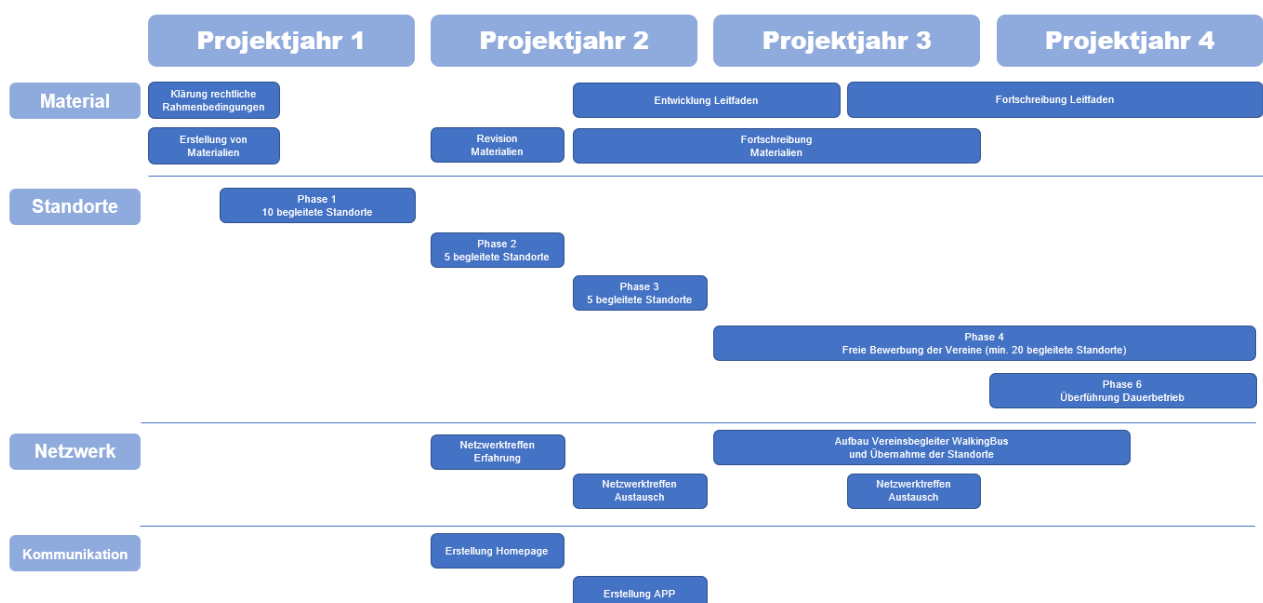 Projektjahr 1
Projektjahr 2
Projektjahr 3
Projektjahr 4
Material
Klärung rechtliche
Rahmenbedingungen
Entwicklung Leitfaden
Fortschreibung Leitfaden
Erstellung von
Materialien
Revision
Materialien
Fortschreibung
Materialien
Standorte
Phase 1
10 begleitete Standorte
Phase 2
5 begleitete Standorte
Phase 3
5 begleitete Standorte
Phase 4
Freie Bewerbung der Vereine (min. 20 begleitete Standorte)
Phase 6
Überführung Dauerbetrieb
Netzwerk
Netzwerktreffen
Erfahrung
Aufbau Vereinsbegleiter WalkingBus
und Übernahme der Standorte
Netzwerktreffen
Austausch
Netzwerktreffen
Austausch
Kommunikation
Erstellung Homepage
Erstellung APP